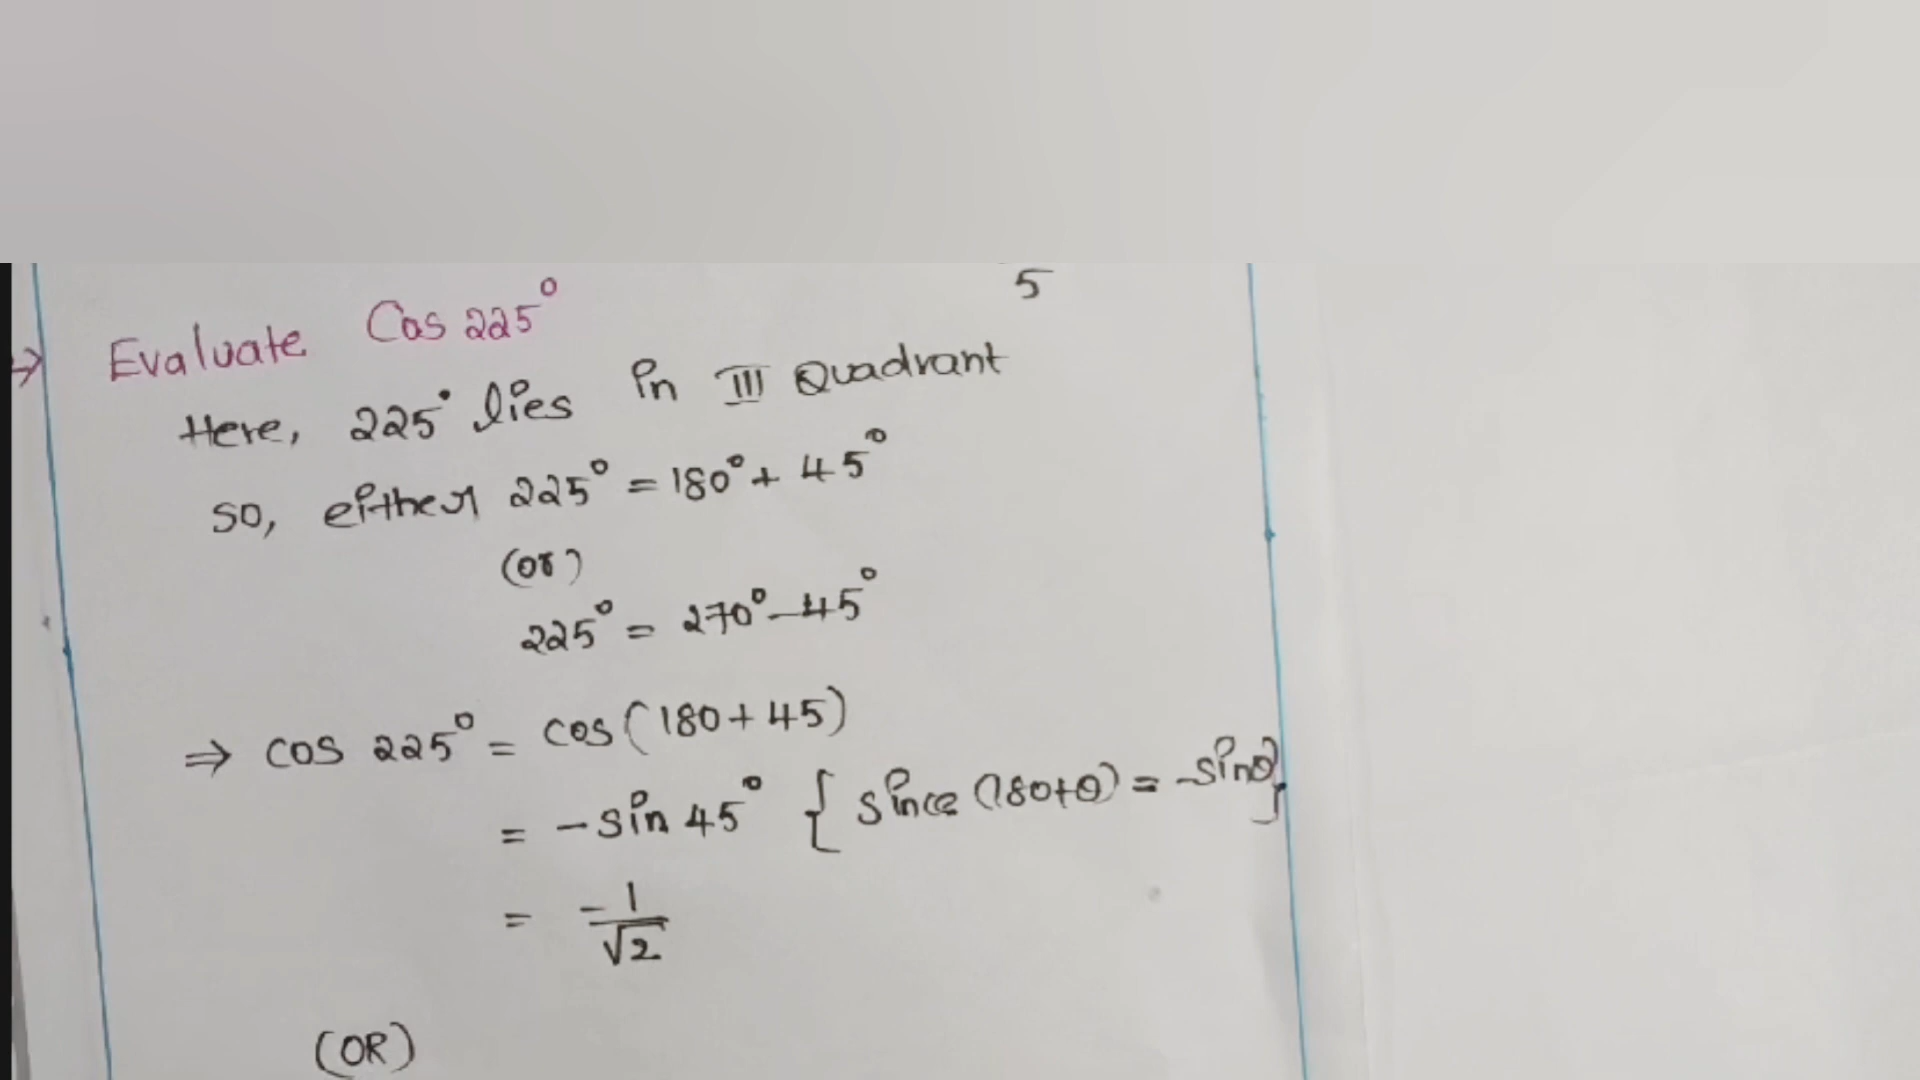 5
⇒ Evaluate Cos 225°
Here, 225° lies in III Quadrant
so, either 225° = 180° + 45°
(or)
225° = 270° - 45°
⇒ cos 225° = cos (180 + 45)
= - sin 45° { since (180+θ) = -sinθ}
= -1/√2
(OR)